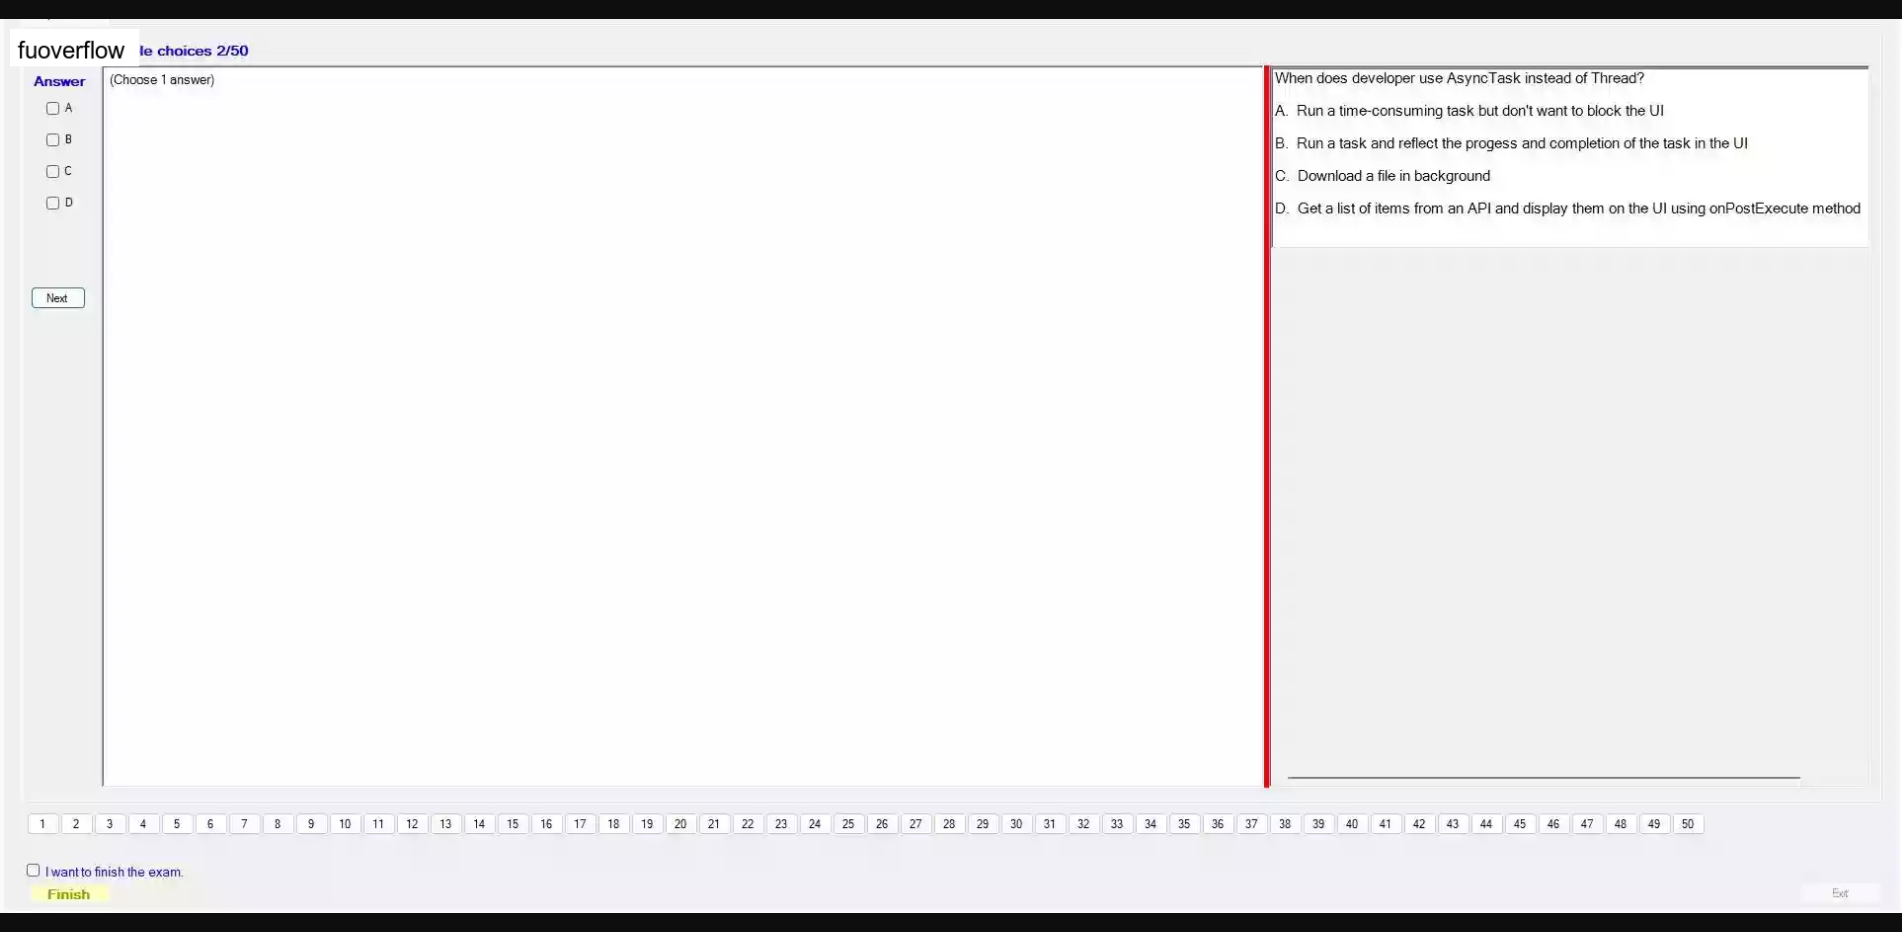 fuoverflow le choices 2/50
Answer
(Choose 1 answer)
A
B
C
D
Next
When does developer use AsyncTask instead of Thread?
A. Run a time-consuming task but don't want to block the UI
B. Run a task and reflect the progess and completion of the task in the UI
C. Download a file in background
D. Get a list of items from an API and display them on the UI using onPostExecute method
1 2 3 4 5 6 7 8 9 10 11 12 13 14 15 16 17 18 19 20 21 22 23 24 25 26 27 28 29 30 31 32 33 34 35 36 37 38 39 40 41 42 43 44 45 46 47 48 49 50
I want to finish the exam.
Finish
Exit